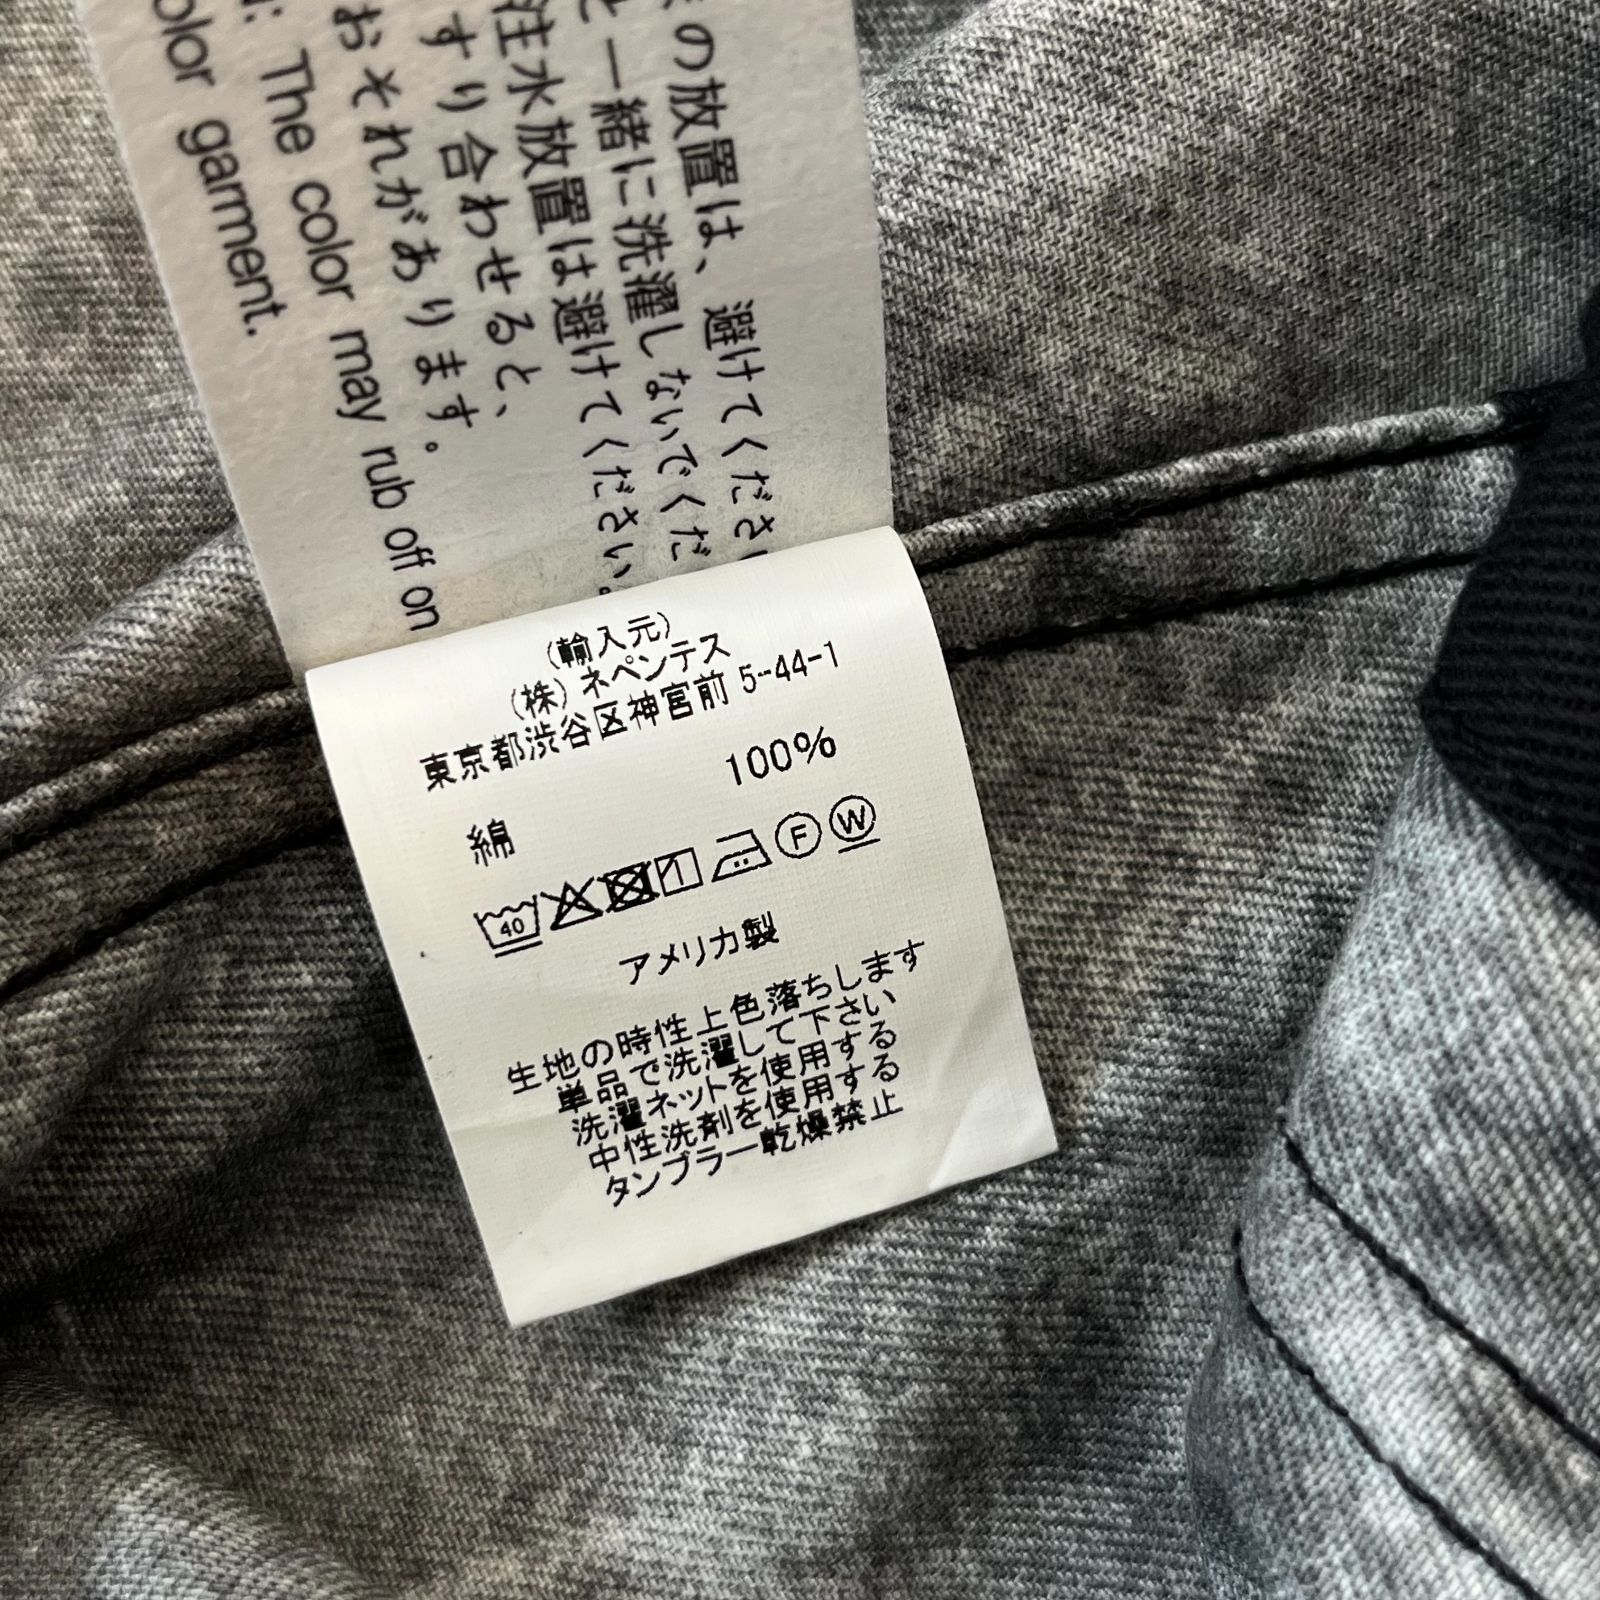 の放置は、避けてくださ
と一緒に洗濯しないでくだ
注水放置は避けてください。
すり合わせると、
おそれがあります。
: The color may rub off on
olor garment.
(輸入元)
(株) ネペンテス
東京都渋谷区神宮前 5-44-1
綿 100%
40 1 F W
アメリカ製
生地の時性上色落ちします
単品で洗濯して下さい
洗濯ネットを使用する
中性洗剤を使用する
タンブラー乾燥禁止